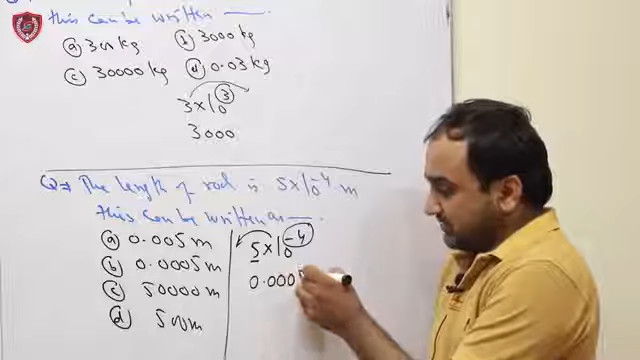 this can be written ——.
ⓐ 300 kg ⓑ 3000 kg
ⓒ 30000 kg ⓓ 0.03 kg
3×10³
3000
Q⇒ The length of rod is 5×10⁻⁴ m
this can be written as ——.
ⓐ 0.005 m
ⓑ 0.0005 m
ⓒ 50000 m
ⓓ 500 m
5×10⁻⁴
0.000